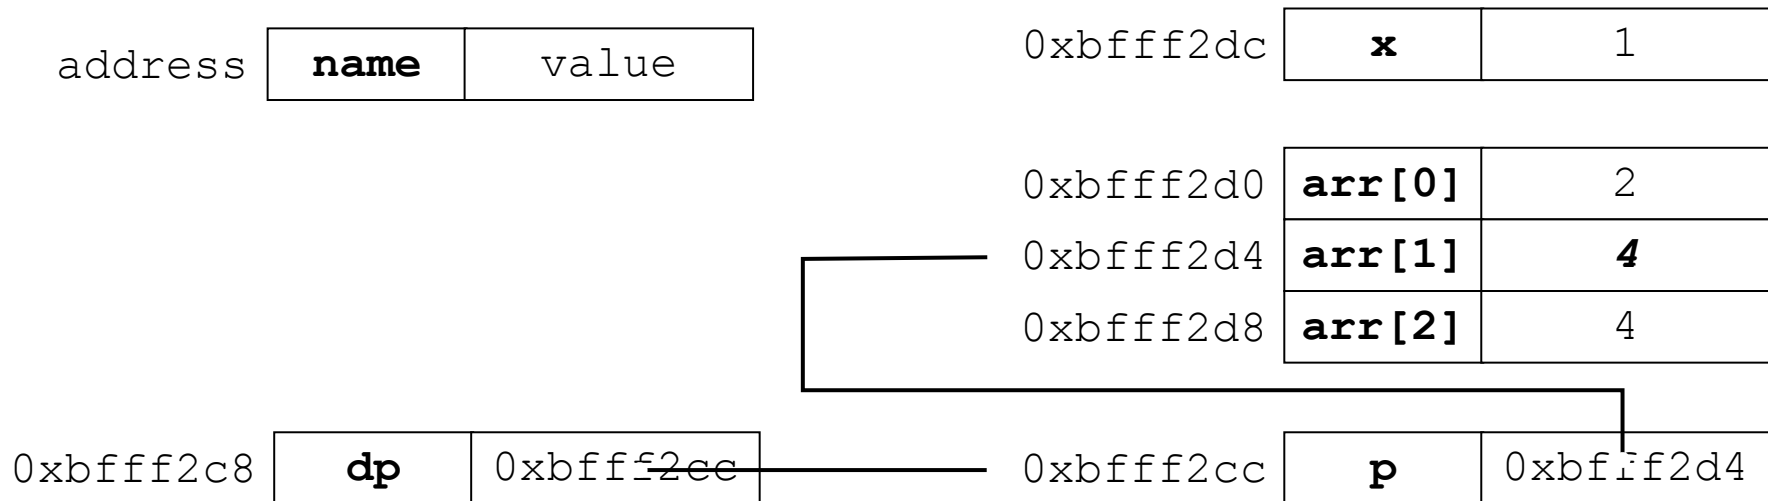 address name value
0xbfff2dc x 1
0xbfff2d0 arr[0] 2
0xbfff2d4 arr[1] 4
0xbfff2d8 arr[2] 4
0xbfff2c8 dp 0xbfff2cc
0xbfff2cc p 0xbfff2d4